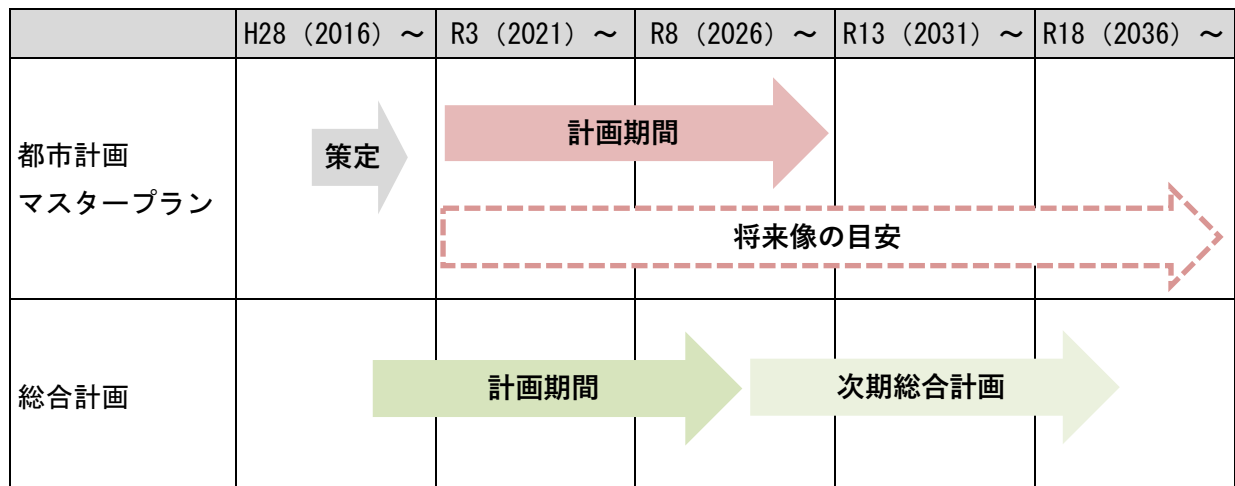 H28（2016）～ R3（2021）～ R8（2026）～ R13（2031）～ R18（2036）～
都市計画
マスタープラン
策定
計画期間
将来像の目安
総合計画
計画期間
次期総合計画